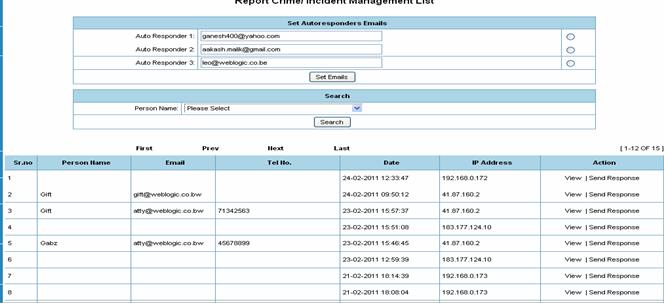 Report Crime/ Incident Management List
Set Autoresponders Emails
Auto Responder 1: ganesh400@yahoo.com
Auto Responder 2: aakash.malik@gmail.com
Auto Responder 3: leo@weblogic.co.be
Set Emails
Search
Person Name: Please Select
Search
First Prev Next Last [1-12 OF 15 ]
Sr.no Person Name Email Tel No. Date IP Address Action
1 24-02-2011 12:33:47 192.168.0.172 View | Send Response
2 Gift gift@weblogic.co.bw 24-02-2011 09:50:12 41.87.160.2 View | Send Response
3 Gift atty@weblogic.co.bw 71342563 23-02-2011 15:57:37 41.87.160.2 View | Send Response
4 23-02-2011 15:51:08 183.177.124.10 View | Send Response
5 Gabz atty@weblogic.co.bw 45678899 23-02-2011 15:46:45 41.87.160.2 View | Send Response
6 23-02-2011 12:59:39 183.177.124.10 View | Send Response
7 21-02-2011 18:14:39 192.168.0.173 View | Send Response
8 21-02-2011 18:08:04 192.168.0.173 View | Send Response